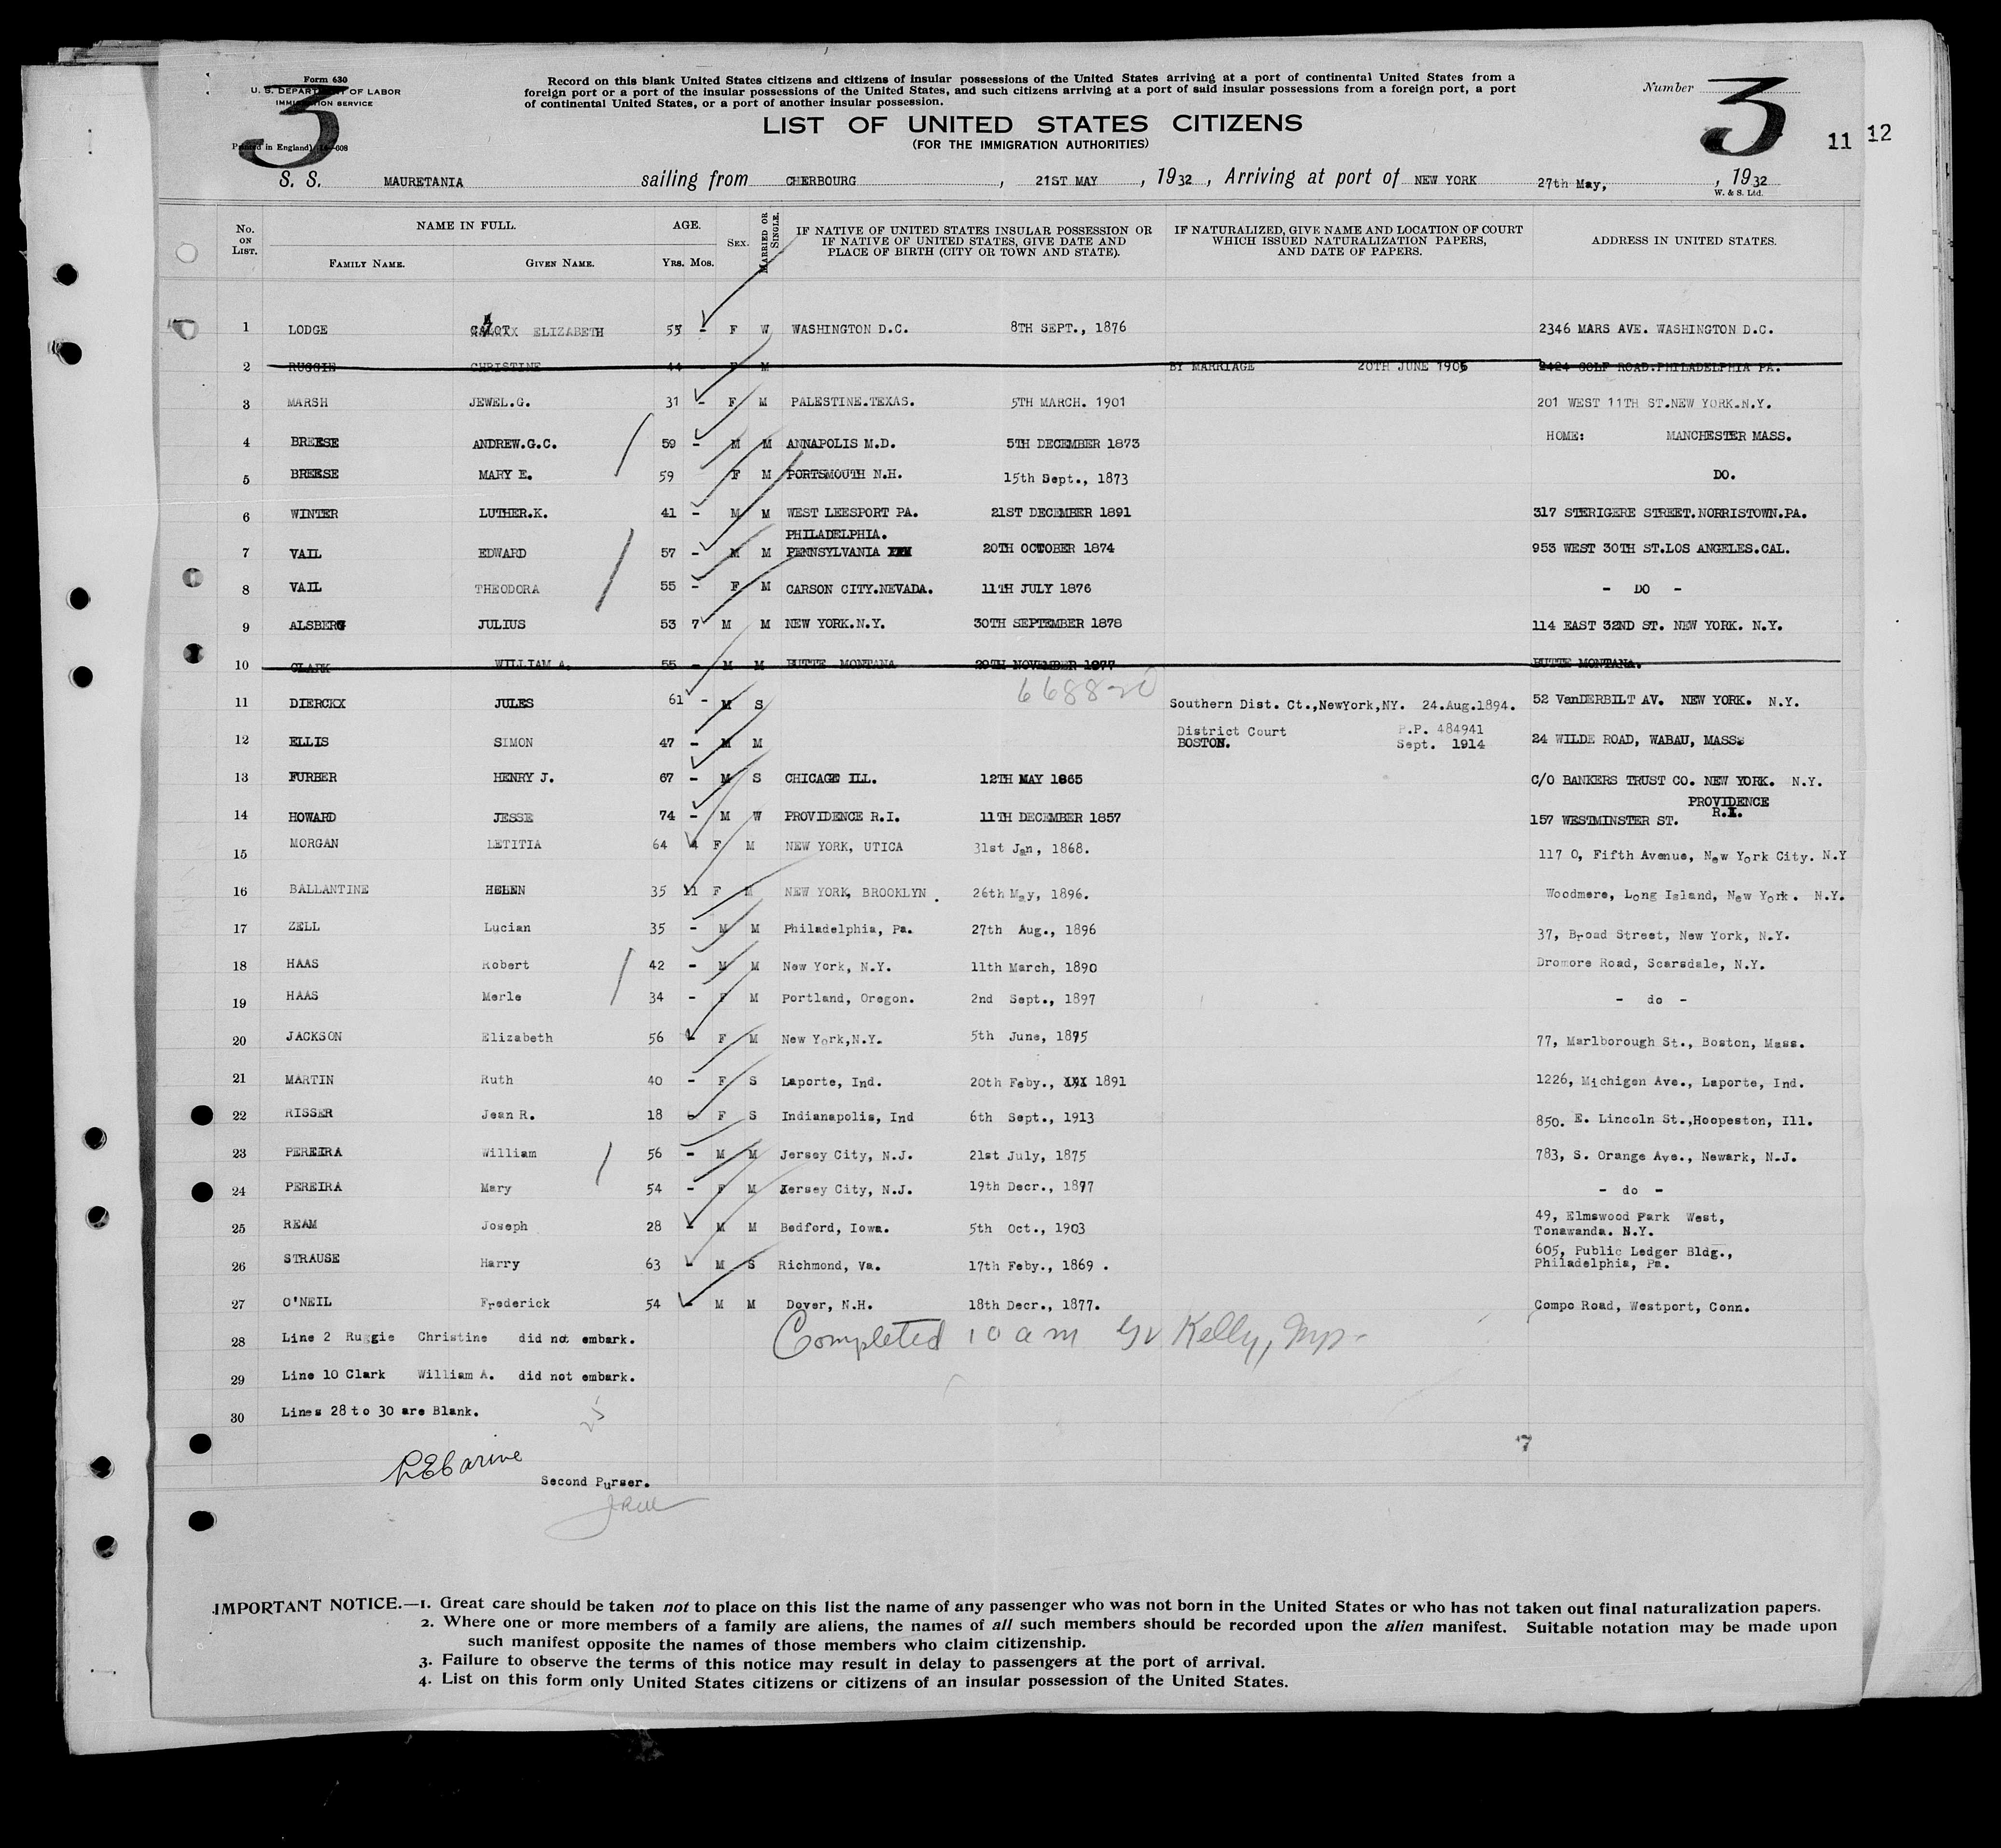 Form 630
U. S. DEPARTMENT OF LABOR
IMMIGRATION SERVICE
3
Printed in England)
Record on this blank United States citizens and citizens of insular possessions of the United States arriving at a port of continental United States from a
foreign port or a port of the insular possessions of the United States, and such citizens arriving at a port of said insular possessions from a foreign port, a port
of continental United States, or a port of another insular possession.
Number 3
11 12
LIST OF UNITED STATES CITIZENS
(FOR THE IMMIGRATION AUTHORITIES)
S. S. MAURETANIA sailing from CHERBOURG , 21ST MAY , 1932 , Arriving at port of NEW YORK 27th May, , 1932
W. & S. Ltd.
No. ON LIST. NAME IN FULL. FAMILY NAME. GIVEN NAME. AGE. YRS. MOS. SEX. MARRIED OR SINGLE. IF NATIVE OF UNITED STATES INSULAR POSSESSION OR IF NATIVE OF UNITED STATES, GIVE DATE AND PLACE OF BIRTH (CITY OR TOWN AND STATE). IF NATURALIZED, GIVE NAME AND LOCATION OF COURT WHICH ISSUED NATURALIZATION PAPERS, AND DATE OF PAPERS. ADDRESS IN UNITED STATES.
1 LODGE ELIZABETH 55 - F W WASHINGTON D.C. 8TH SEPT., 1876 2346 MARS AVE. WASHINGTON D.C.
2 RUGGIE CHRISTINE 44 F M BY MARRIAGE 20TH JUNE 1905 2424 GOLF ROAD.PHILADELPHIA PA.
3 MARSH JEWEL.G. 31 - F M PALESTINE.TEXAS. 5TH MARCH. 1901 201 WEST 11TH ST.NEW YORK.N.Y.
4 BREESE ANDREW.G.C. 59 - M M ANNAPOLIS M.D. 5TH DECEMBER 1873 HOME: MANCHESTER MASS.
5 BREESE MARY E. 59 F M PORTSMOUTH N.H. 15th Sept., 1873 DO.
6 WINTER LUTHER.K. 41 - M M WEST LEESPORT PA. 21ST DECEMBER 1891 317 STERIGERE STREET.NORRISTOWN.PA.
PHILADELPHIA.
7 VAIL EDWARD 57 - M M PENNSYLVANIA 20TH OCTOBER 1874 953 WEST 30TH ST.LOS ANGELES.CAL.
8 VAIL THEODORA 55 - F M CARSON CITY.NEVADA. 11TH JULY 1876 - DO -
9 ALSBERG JULIUS 53 7 M M NEW YORK.N.Y. 30TH SEPTEMBER 1878 114 EAST 32ND ST. NEW YORK. N.Y.
10 CLARK WILLIAM A. 55 - M M BUTTE MONTANA 29TH NOVEMBER 1877 BUTTE MONTANA.
668820
11 DIERCKX JULES 61 - M S Southern Dist. Ct.,NewYork,NY. 24.Aug.1894. 52 VanDERBILT AV. NEW YORK. N.Y.
District Court P.P. 484941
12 ELLIS SIMON 47 - M M BOSTON. Sept. 1914 24 WILDE ROAD, WABAU, MASS
13 FURBER HENRY J. 67 - M S CHICAGE ILL. 12TH MAY 1865 C/O BANKERS TRUST CO. NEW YORK. N.Y.
PROVIDENCE
14 HOWARD JESSE 74 - M W PROVIDENCE R.I. 11TH DECEMBER 1857 157 WESTMINSTER ST. R.I.
15 MORGAN LETITIA 64 4 F M NEW YORK, UTICA 31st Jan, 1868. 117 0, Fifth Avenue, New York City. N.Y
16 BALLANTINE HELEN 35 11 F M NEW YORK, BROOKLYN . 26th May, 1896. Woodmere, Long Island, New York. N.Y.
17 ZELL Lucian 35 - M M Philadelphia, Pa. 27th Aug., 1896 37, Broad Street, New York, N.Y.
18 HAAS Robert 42 - M M New York, N.Y. 11th March, 1890 Dromore Road, Scarsdale, N.Y.
19 HAAS Merle 34 - F M Portland, Oregon. 2nd Sept., 1897 - do -
20 JACKSON Elizabeth 56 F M New York,N.Y. 5th June, 1875 77, Marlborough St., Boston, Mass.
21 MARTIN Ruth 40 - F S Laporte, Ind. 20th Feby., XXX 1891 1226, Michigan Ave., Laporte, Ind.
22 RISSER Jean R. 18 F S Indianapolis, Ind 6th Sept., 1913 850. E. Lincoln St.,Hoopeston, Ill.
23 PEREIRA William 56 - M M Jersey City, N.J. 21st July, 1875 783, S. Orange Ave., Newark, N.J.
24 PEREIRA Mary 54 - F M Jersey City, N.J. 19th Decr., 1877 - do -
25 REAM Joseph 28 - M M Bedford, Iowa. 5th Oct., 1903 49, Elmswood Park West,
Tonawanda. N.Y.
26 STRAUSE Harry 63 - M S Richmond, Va. 17th Feby., 1869 . 605, Public Ledger Bldg.,
Philadelphia, Pa.
27 O'NEIL Frederick 54 - M M Dover, N.H. 18th Decr., 1877. Compo Road, Westport, Conn.
28 Line 2 Ruggie Christine did not embark. Completed 10 am Kelly, Insp.
29 Line 10 Clark William A. did not embark.
30 Lines 28 to 30 are Blank.
25
7
Second Purser.
IMPORTANT NOTICE.—1. Great care should be taken not to place on this list the name of any passenger who was not born in the United States or who has not taken out final naturalization papers.
2. Where one or more members of a family are aliens, the names of all such members should be recorded upon the alien manifest. Suitable notation may be made upon
such manifest opposite the names of those members who claim citizenship.
3. Failure to observe the terms of this notice may result in delay to passengers at the port of arrival.
4. List on this form only United States citizens or citizens of an insular possession of the United States.